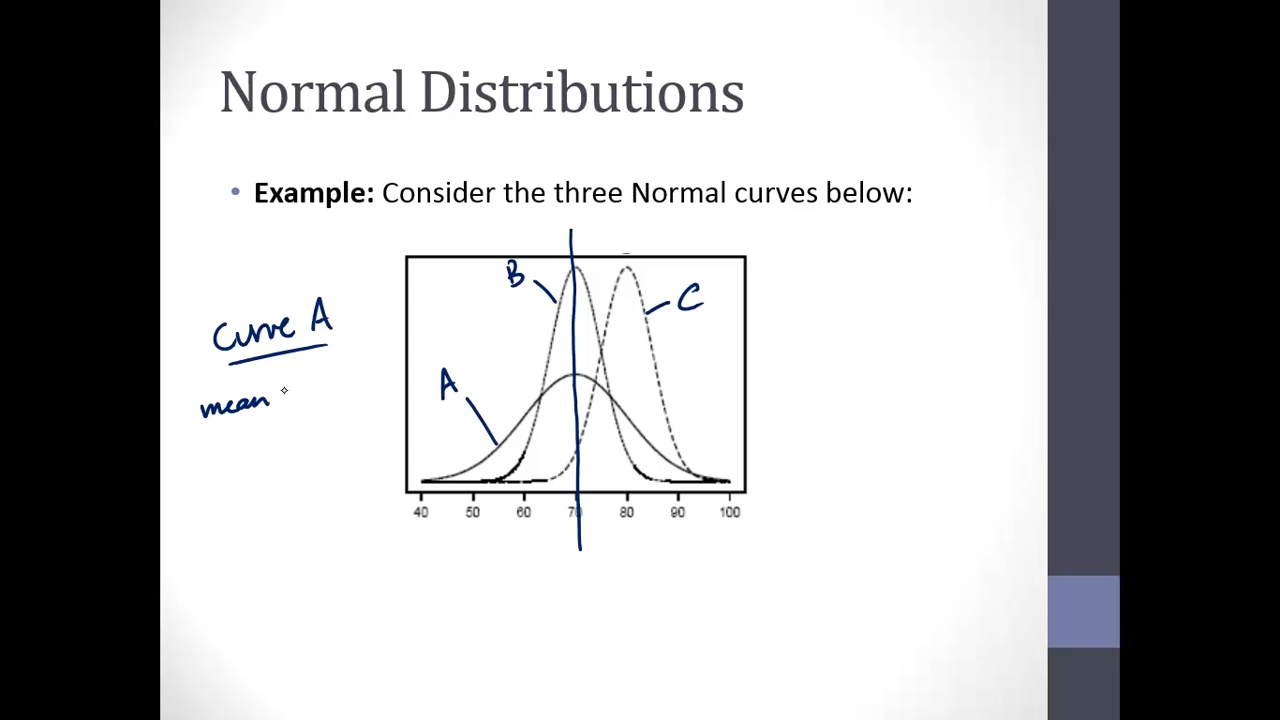 Normal Distributions
• Example: Consider the three Normal curves below:
B
C
Curve A
A
mean
40 50 60 70 80 90 100